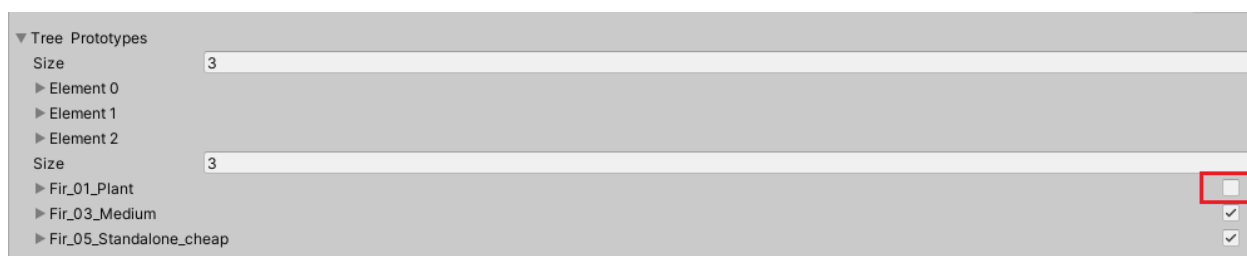 Tree Prototypes
Size 3
Element 0
Element 1
Element 2
Size 3
Fir_01_Plant
Fir_03_Medium
Fir_05_Standalone_cheap